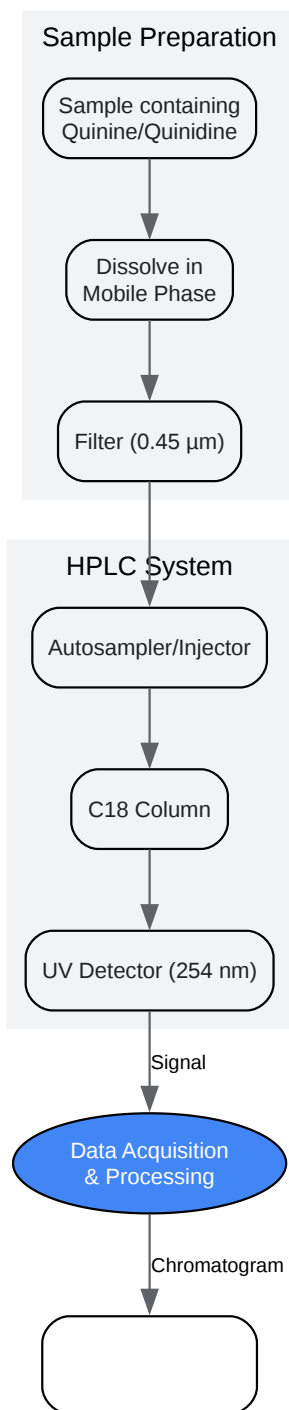 Sample Preparation
Sample containing
Quinine/Quinidine
Dissolve in
Mobile Phase
Filter (0.45 µm)
HPLC System
Autosampler/Injector
C18 Column
UV Detector (254 nm)
Signal
Data Acquisition
& Processing
Chromatogram